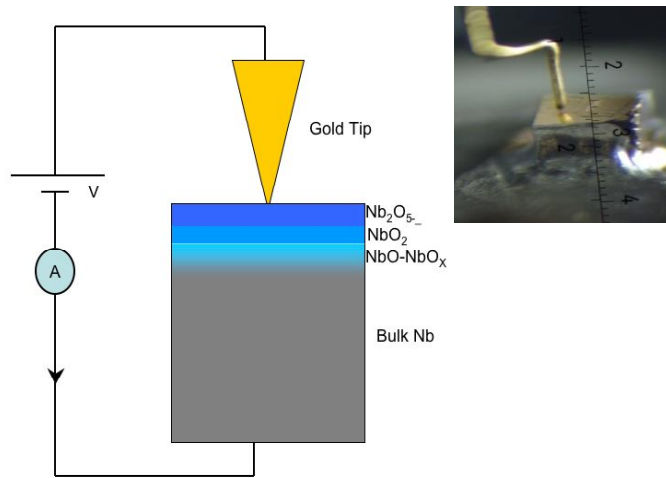 Gold Tip
V
A
Nb₂O₅-_
NbO₂
NbO-NbOₓ
Bulk Nb
2
3
2
4